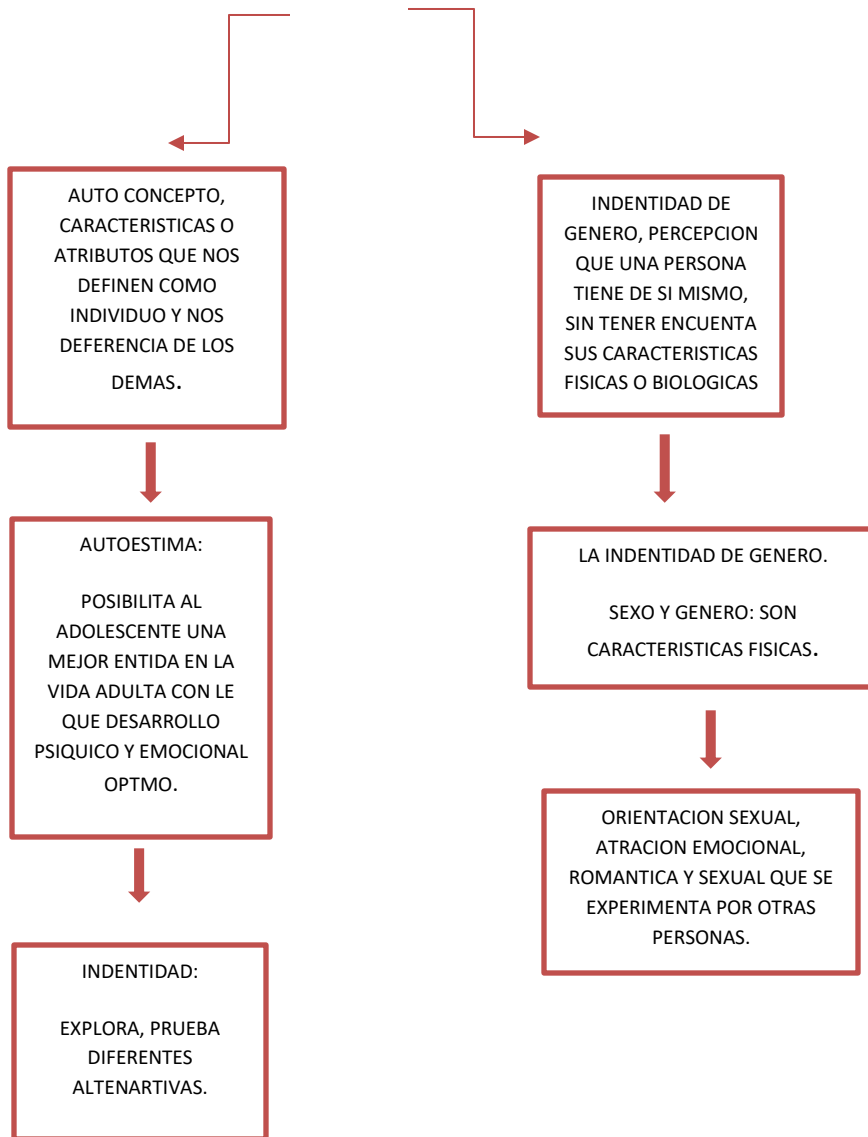 AUTO CONCEPTO,
CARACTERISTICAS O
ATRIBUTOS QUE NOS
DEFINEN COMO
INDIVIDUO Y NOS
DEFERENCIA DE LOS
DEMAS.
AUTOESTIMA:
POSIBILITA AL
ADOLESCENTE UNA
MEJOR ENTIDA EN LA
VIDA ADULTA CON LE
QUE DESARROLLO
PSIQUICO Y EMOCIONAL
OPTMO.
INDENTIDAD:
EXPLORA, PRUEBA
DIFERENTES
ALTENARTIVAS.
INDENTIDAD DE
GENERO, PERCEPCION
QUE UNA PERSONA
TIENE DE SI MISMO,
SIN TENER ENCUENTA
SUS CARACTERISTICAS
FISICAS O BIOLOGICAS
LA INDENTIDAD DE GENERO.
SEXO Y GENERO: SON
CARACTERISTICAS FISICAS.
ORIENTACION SEXUAL,
ATRACION EMOCIONAL,
ROMANTICA Y SEXUAL QUE SE
EXPERIMENTA POR OTRAS
PERSONAS.